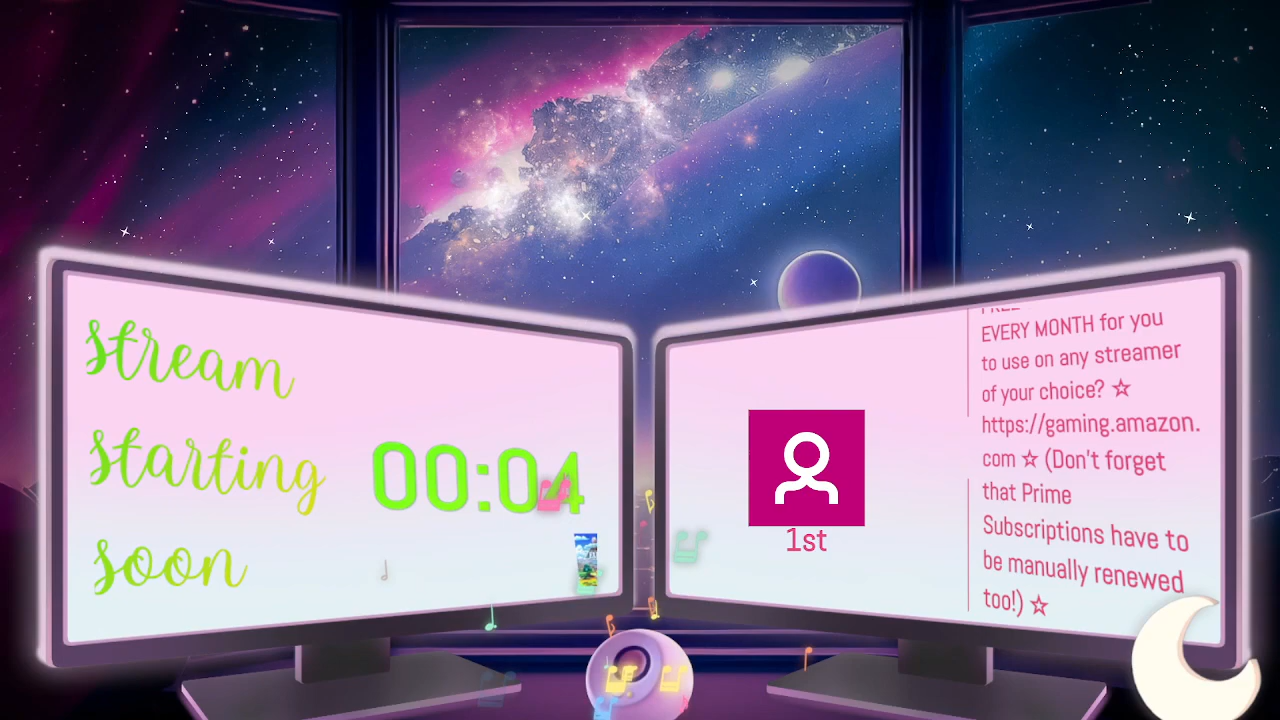 stream
starting
soon
00:04
1st
EVERY MONTH for you
to use on any streamer
of your choice? ☆
https://gaming.amazon.
com ☆ (Don't forget
that Prime
Subscriptions have to
be manually renewed
too!) ☆